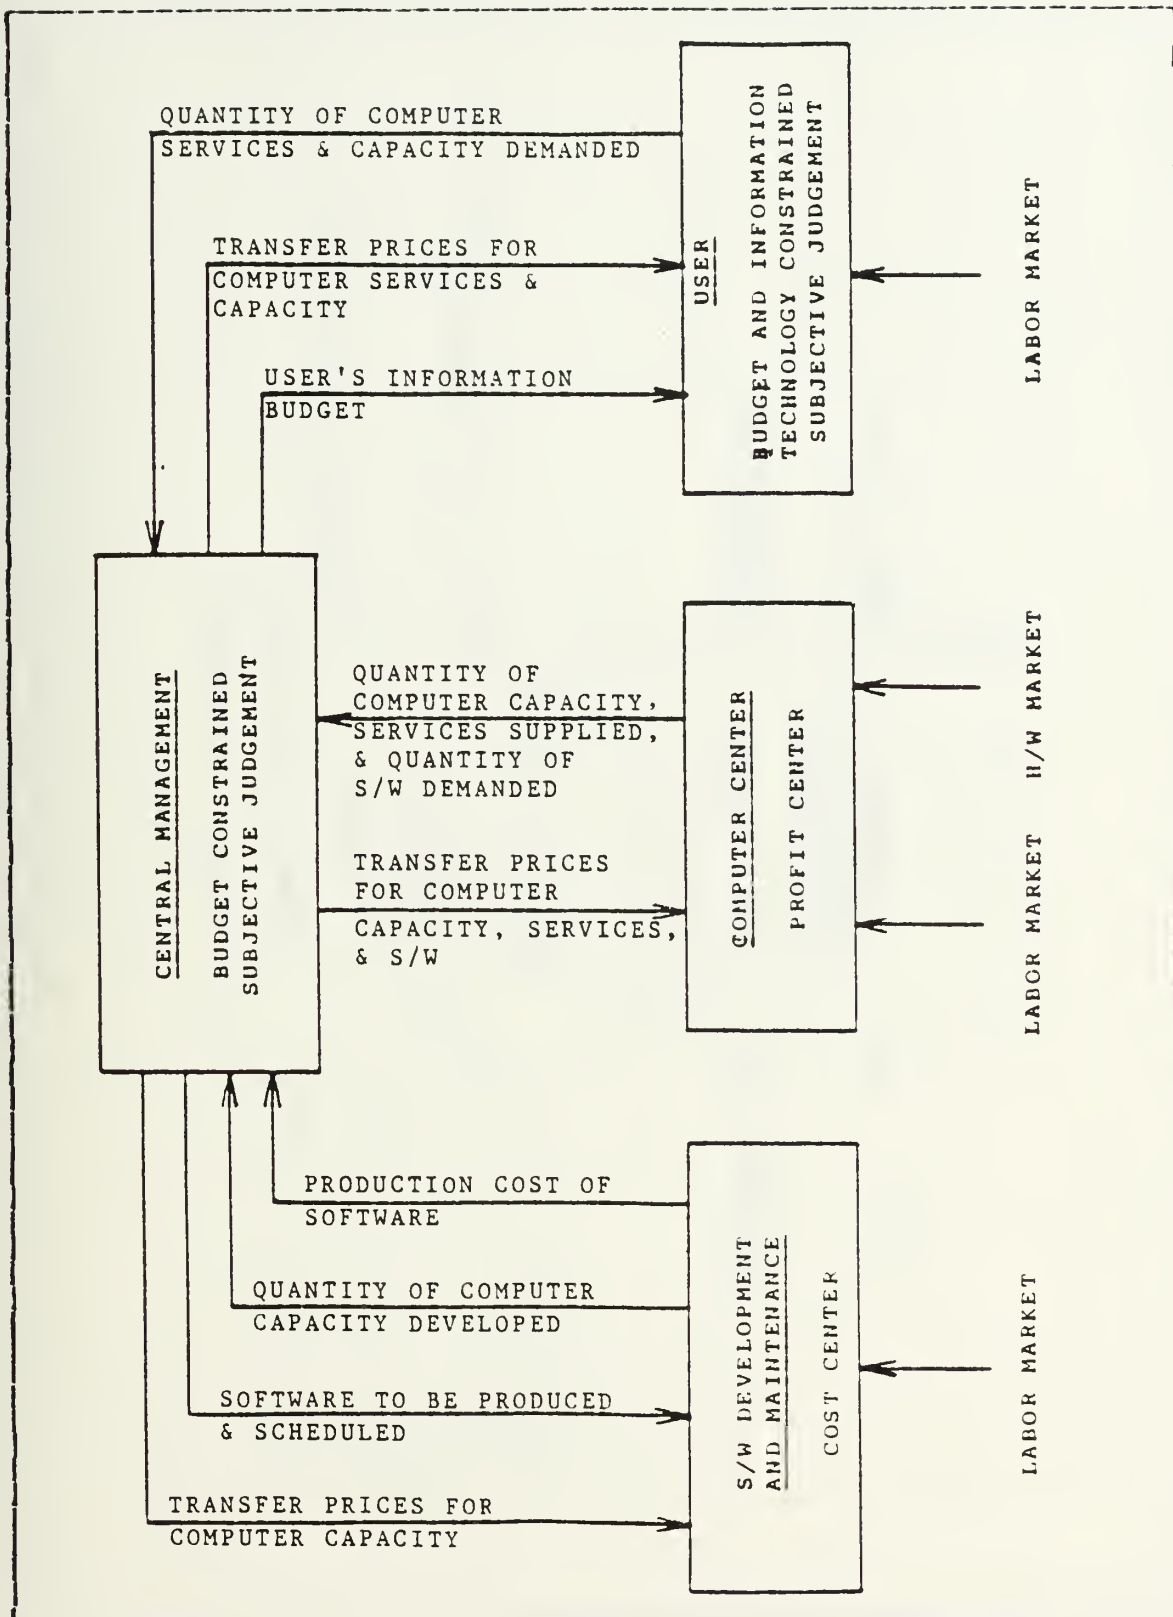 QUANTITY OF COMPUTER
SERVICES & CAPACITY DEMANDED
TRANSFER PRICES FOR
COMPUTER SERVICES &
CAPACITY
USER'S INFORMATION
BUDGET
USER
BUDGET AND INFORMATION
TECHNOLOGY CONSTRAINED
SUBJECTIVE JUDGEMENT
LABOR MARKET
CENTRAL MANAGEMENT
BUDGET CONSTRAINED
SUBJECTIVE JUDGEMENT
QUANTITY OF
COMPUTER CAPACITY,
SERVICES SUPPLIED,
& QUANTITY OF
S/W DEMANDED
TRANSFER PRICES
FOR COMPUTER
CAPACITY, SERVICES,
& S/W
COMPUTER CENTER
PROFIT CENTER
H/W MARKET
LABOR MARKET
PRODUCTION COST OF
SOFTWARE
QUANTITY OF COMPUTER
CAPACITY DEVELOPED
SOFTWARE TO BE PRODUCED
& SCHEDULED
TRANSFER PRICES FOR
COMPUTER CAPACITY
S/W DEVELOPMENT
AND MAINTENANCE
COST CENTER
LABOR MARKET